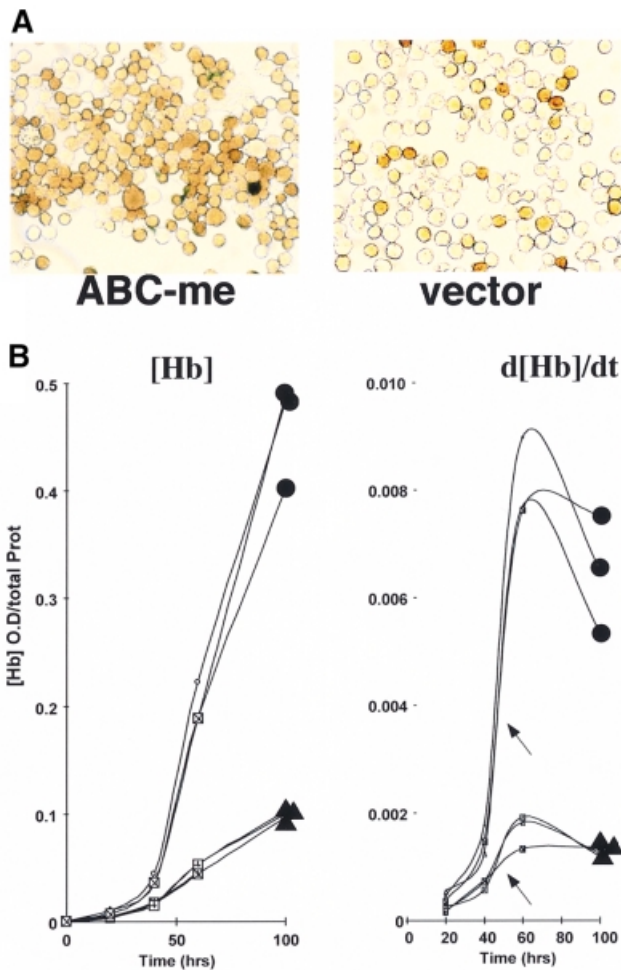 A
ABC-me vector
B
[Hb] d[Hb]/dt
[Hb] O.D/total Prot
0.5
0.4
0.3
0.2
0.1
0
0 50 100
Time (hrs)
0.010
0.008
0.006
0.004
0.002
0
0 20 40 60 80 100
Time (hrs)